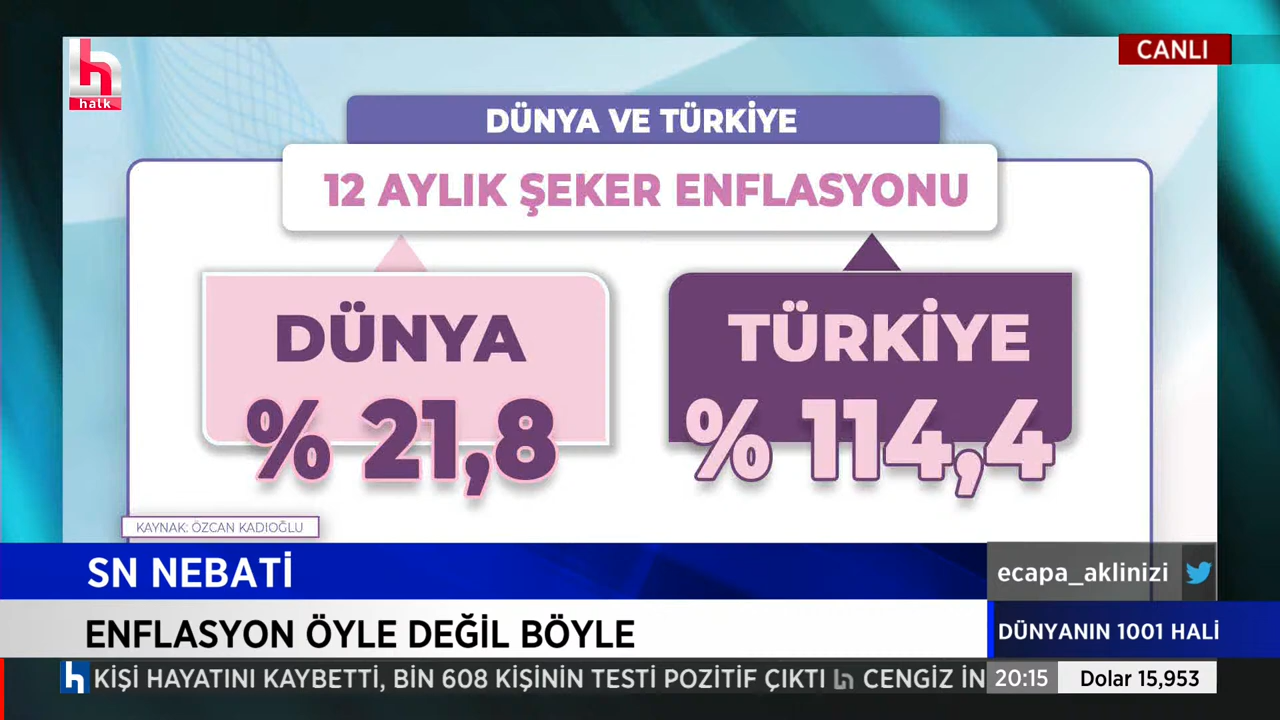 h
halk
CANLI
DÜNYA VE TÜRKİYE
12 AYLIK ŞEKER ENFLASYONU
DÜNYA
% 21,8
TÜRKİYE
% 114,4
KAYNAK: ÖZCAN KADIOĞLU
SN NEBATİ
ecapa_aklinizi
ENFLASYON ÖYLE DEĞİL BÖYLE
DÜNYANIN 1001 HALİ
h KİŞİ HAYATINI KAYBETTİ, BİN 608 KİŞİNİN TESTİ POZİTİF ÇIKTI h CENGİZ İN
20:15
Dolar 15,953